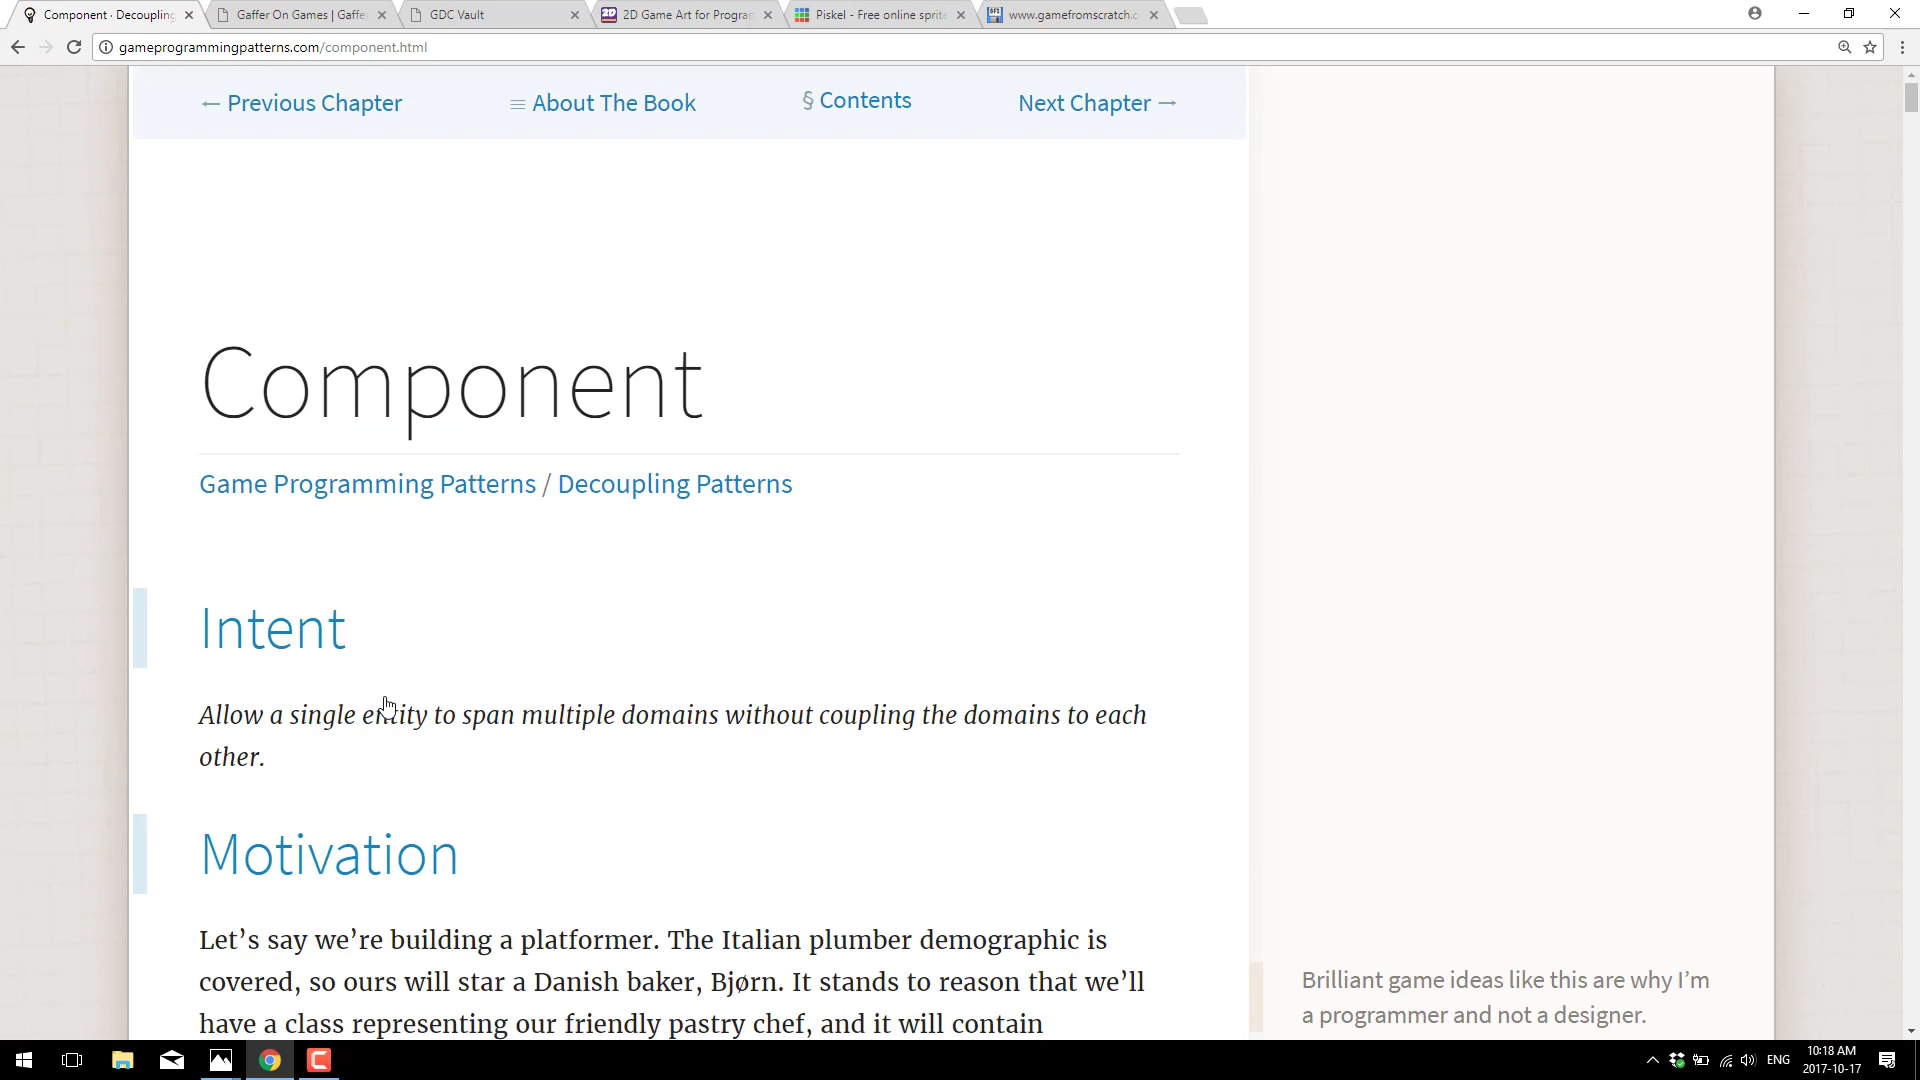 Component · Decoupling
Gaffer On Games | Gaffe
GDC Vault
2D Game Art for Program
Piskel - Free online sprite
www.gamefromscratch.c
gameprogrammingpatterns.com/component.html
← Previous Chapter
≡ About The Book
§ Contents
Next Chapter →
Component
Game Programming Patterns / Decoupling Patterns
Intent
Allow a single entity to span multiple domains without coupling the domains to each
other.
Motivation
Let’s say we’re building a platformer. The Italian plumber demographic is
covered, so ours will star a Danish baker, Bjørn. It stands to reason that we’ll
have a class representing our friendly pastry chef, and it will contain
Brilliant game ideas like this are why I’m
a programmer and not a designer.
ENG
10:18 AM
2017-10-17